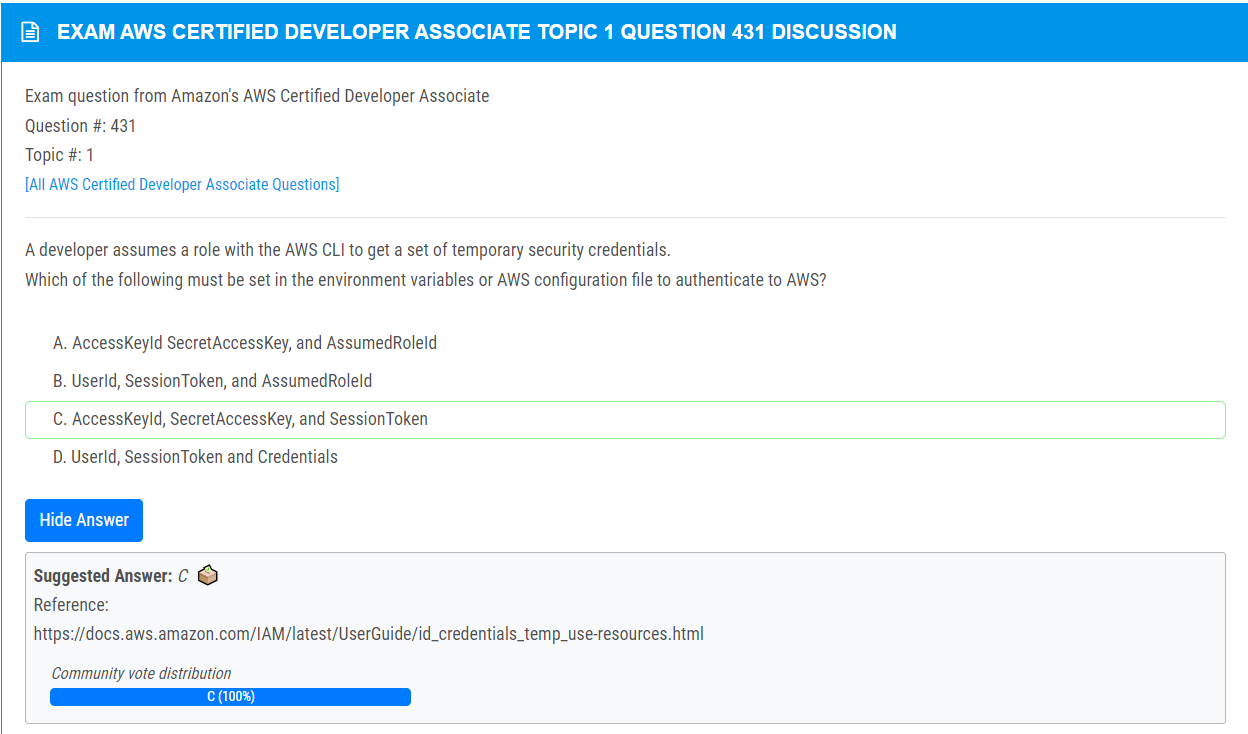 EXAM AWS CERTIFIED DEVELOPER ASSOCIATE TOPIC 1 QUESTION 431 DISCUSSION
Exam question from Amazon's AWS Certified Developer Associate
Question #: 431
Topic #: 1
[All AWS Certified Developer Associate Questions]
A developer assumes a role with the AWS CLI to get a set of temporary security credentials.
Which of the following must be set in the environment variables or AWS configuration file to authenticate to AWS?
A. AccessKeyId SecretAccessKey, and AssumedRoleId
B. UserId, SessionToken, and AssumedRoleId
C. AccessKeyId, SecretAccessKey, and SessionToken
D. UserId, SessionToken and Credentials
Hide Answer
Suggested Answer: C
Reference:
https://docs.aws.amazon.com/IAM/latest/UserGuide/id_credentials_temp_use-resources.html
Community vote distribution
C (100%)